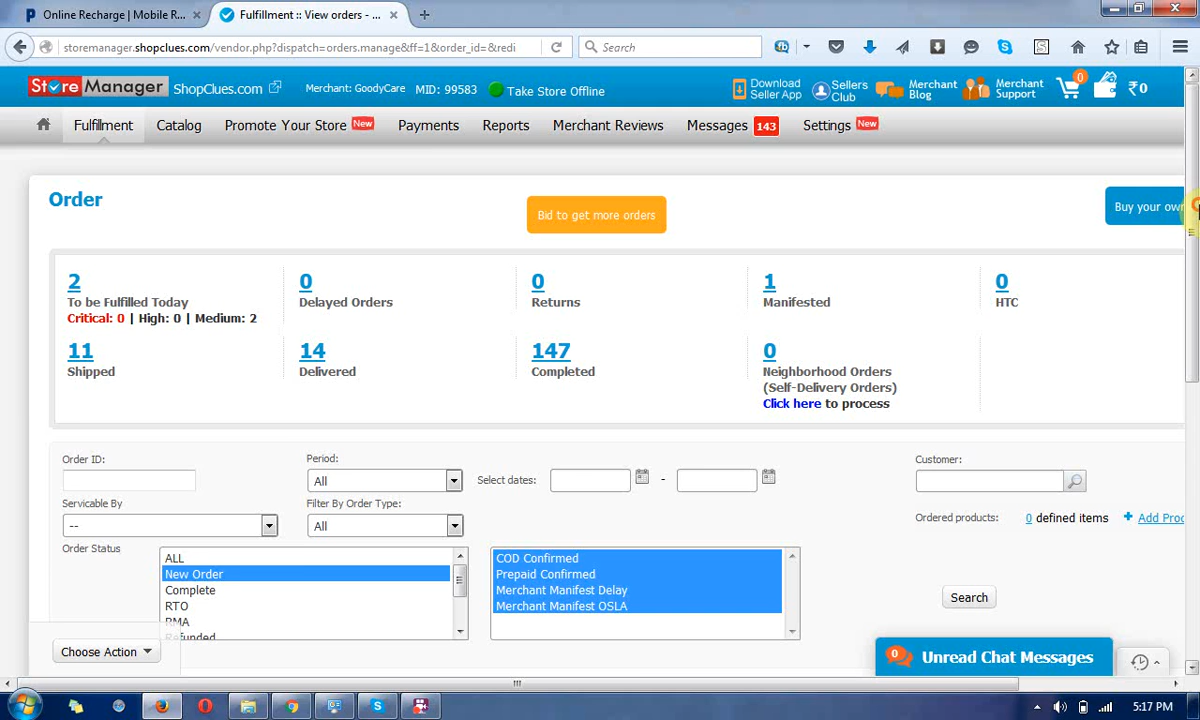 Online Recharge | Mobile R...
Fulfillment :: View orders - ...
storemanager.shopclues.com/vendor.php?dispatch=orders.manage&ff=1&order_id=&redi
Search
StoreManager ShopClues.com
Merchant: GoodyCare
MID: 99583
Take Store Offline
Download Seller App
Sellers Club
Merchant Blog
Merchant Support
0
₹0
Fulfillment
Catalog
Promote Your Store New
Payments
Reports
Merchant Reviews
Messages 143
Settings New
Order
Bid to get more orders
Buy your own
2
To be Fulfilled Today
Critical: 0 | High: 0 | Medium: 2
0
Delayed Orders
0
Returns
1
Manifested
0
HTC
11
Shipped
14
Delivered
147
Completed
0
Neighborhood Orders
(Self-Delivery Orders)
Click here to process
Order ID:
Period:
All
Select dates:
-
Customer:
Servicable By
--
Filter By Order Type:
All
Ordered products:
0 defined items
Add Proc
Order Status
ALL
New Order
Complete
RTO
RMA
Refunded
COD Confirmed
Prepaid Confirmed
Merchant Manifest Delay
Merchant Manifest OSLA
Search
Choose Action
0 Unread Chat Messages
5:17 PM